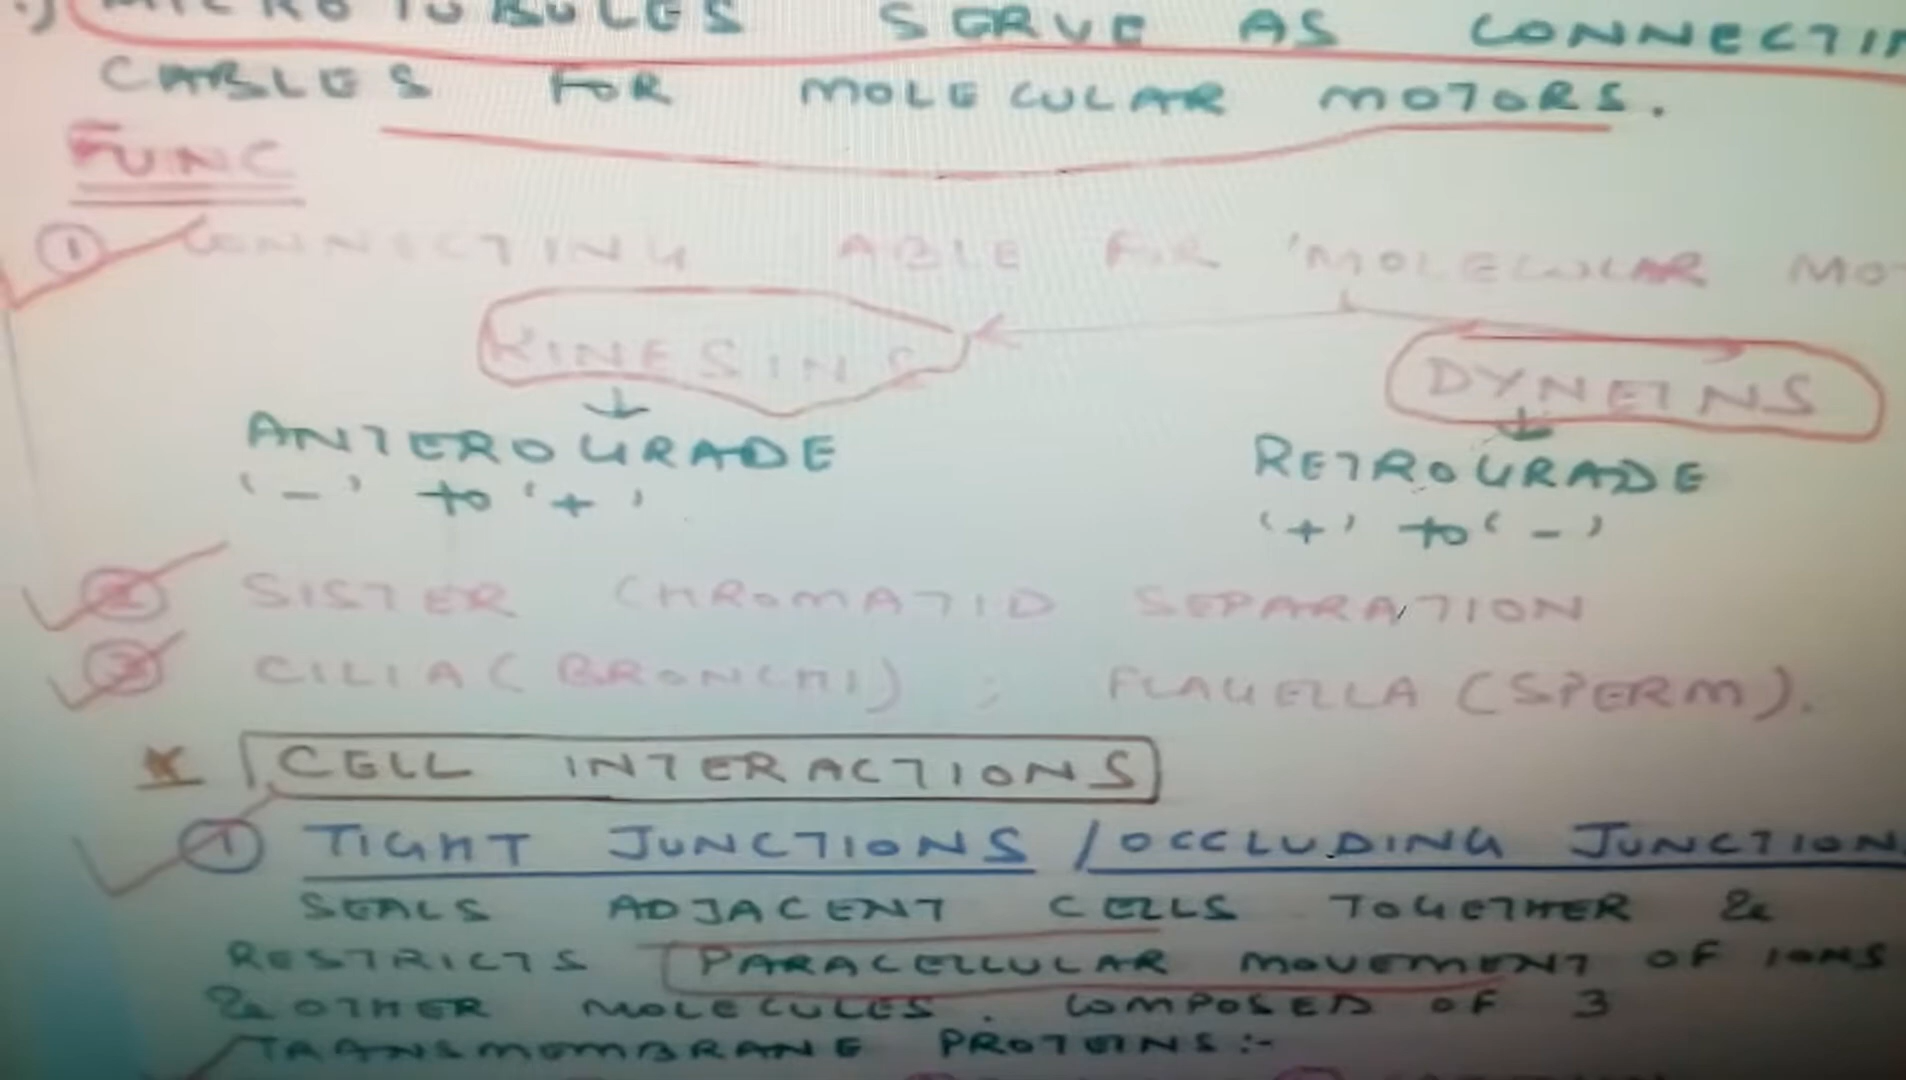 MICROTUBULES SERVE AS CONNECTIN
CABLES FOR MOLECULAR MOTORS.
FUNC
① CONNECTING ABLE FOR 'MOLECULAR MO
KINESINS DYNEINS
ANTEROGRADE RETROGRADE
'-' to '+' '+' to '-'
② SISTER CHROMATID SEPARATION
③ CILIA (BRONCHI) ; FLAGELLA (SPERM).
* CELL INTERACTIONS
① TIGHT JUNCTIONS / OCCLUDING JUNCTION
SEALS ADJACENT CELLS TOGETHER &
RESTRICTS PARACELLULAR MOVEMENT OF IONS
& OTHER MOLECULES. COMPOSED OF 3
TRANSMEMBRANE PROTEINS:-